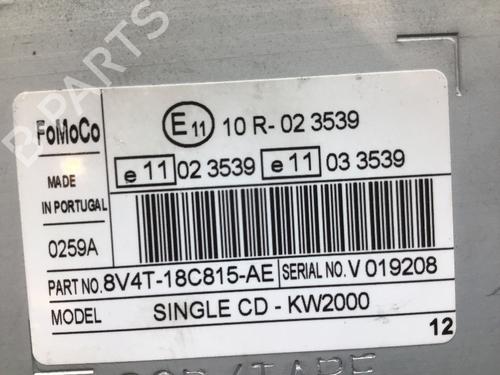 B-PARTS
FoMoCo
E11 10 R- 02 3539
MADE
IN PORTUGAL
e 11 02 3539 e 11 03 3539
0259A
PART NO. 8V4T-18C815-AE SERIAL NO. V 019208
MODEL SINGLE CD - KW2000
12